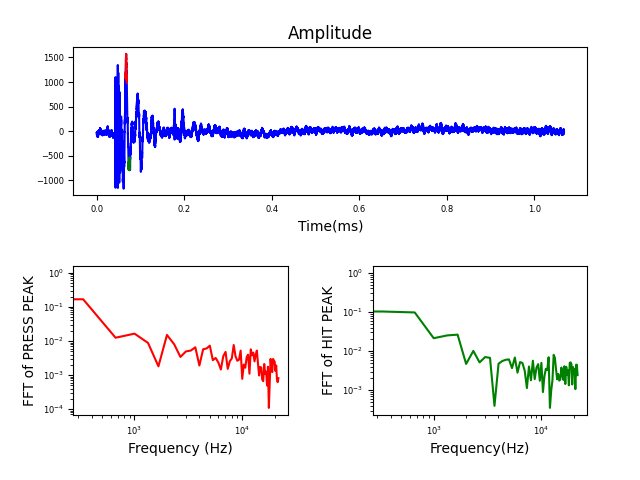 Amplitude
1500
1000
500
0
−500
−1000
0.0 0.2 0.4 0.6 0.8 1.0
Time(ms)
FFT of PRESS PEAK
10⁰
10⁻¹
10⁻²
10⁻³
10⁻⁴
10³ 10⁴
Frequency (Hz)
FFT of HIT PEAK
10⁰
10⁻¹
10⁻²
10⁻³
10³ 10⁴
Frequency(Hz)